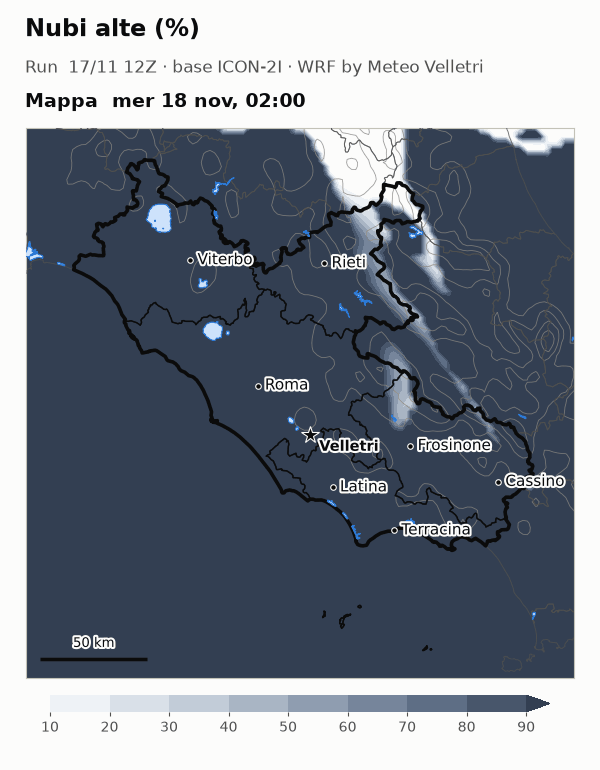 Nubi alte (%)
Run 17/11 12Z · base ICON-2I · WRF by Meteo Velletri
Mappa mer 18 nov, 02:00
Viterbo
Rieti
Roma
Velletri
Frosinone
Cassino
Latina
Terracina
50 km
10 20 30 40 50 60 70 80 90